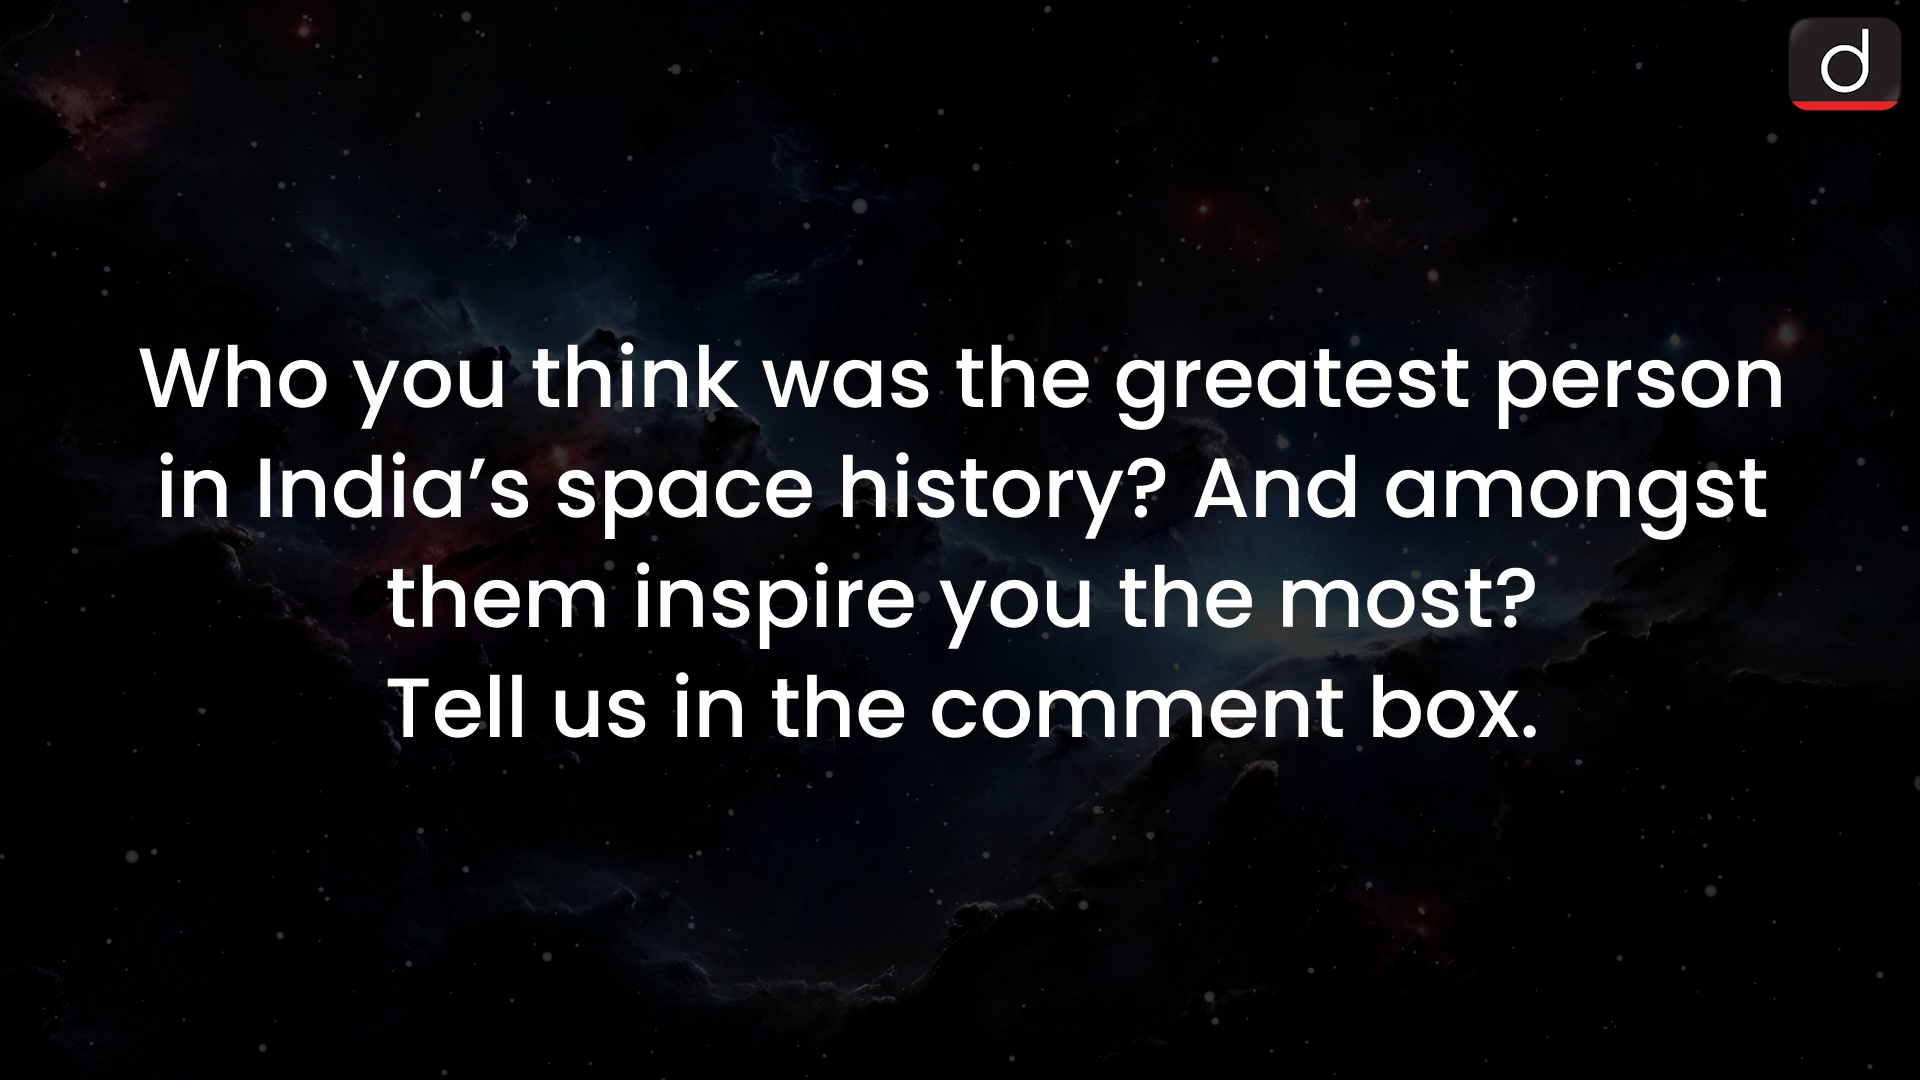 d
Who you think was the greatest person
in India’s space history? And amongst
them inspire you the most?
Tell us in the comment box.